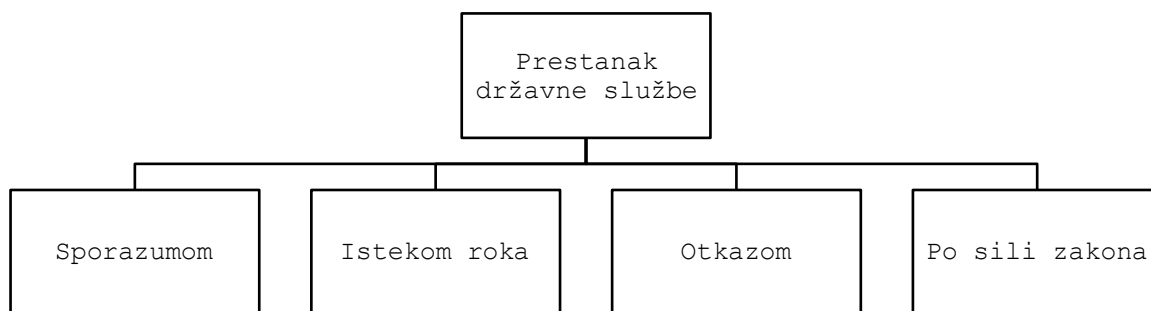 Prestanak
državne službe
Sporazumom
Istekom roka
Otkazom
Po sili zakona